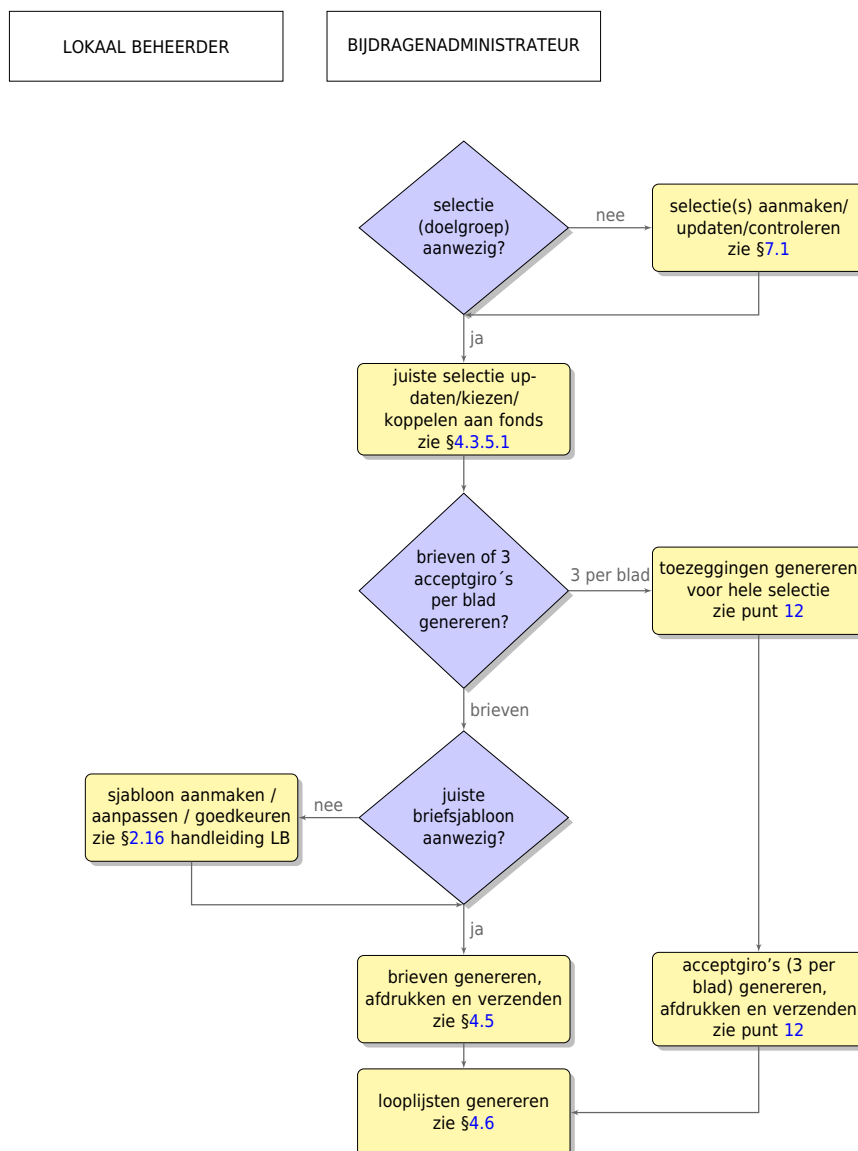 LOKAAL BEHEERDER
BIJDRAGENADMINISTRATEUR
selectie
(doelgroep)
aanwezig?
nee
selectie(s) aanmaken/
updaten/controleren
zie §7.1
ja
juiste selectie up-
daten/kiezen/
koppelen aan fonds
zie §4.3.5.1
brieven of 3
acceptgiro´s
per blad
genereren?
3 per blad
toezeggingen genereren
voor hele selectie
zie punt 12
brieven
juiste
briefsjabloon
aanwezig?
nee
sjabloon aanmaken /
aanpassen / goedkeuren
zie §2.16 handleiding LB
ja
brieven genereren,
afdrukken en verzenden
zie §4.5
acceptgiro’s (3 per
blad) genereren,
afdrukken en verzenden
zie punt 12
looplijsten genereren
zie §4.6